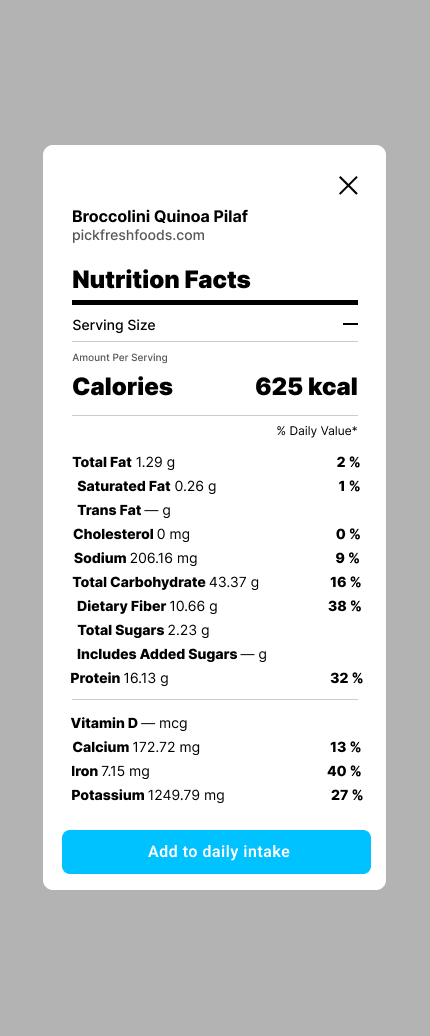 Broccolini Quinoa Pilaf
pickfreshfoods.com
Nutrition Facts
Serving Size —
Amount Per Serving
Calories 625 kcal
% Daily Value*
Total Fat 1.29 g 2 %
Saturated Fat 0.26 g 1 %
Trans Fat — g
Cholesterol 0 mg 0 %
Sodium 206.16 mg 9 %
Total Carbohydrate 43.37 g 16 %
Dietary Fiber 10.66 g 38 %
Total Sugars 2.23 g
Includes Added Sugars — g
Protein 16.13 g 32 %
Vitamin D — mcg
Calcium 172.72 mg 13 %
Iron 7.15 mg 40 %
Potassium 1249.79 mg 27 %
Add to daily intake